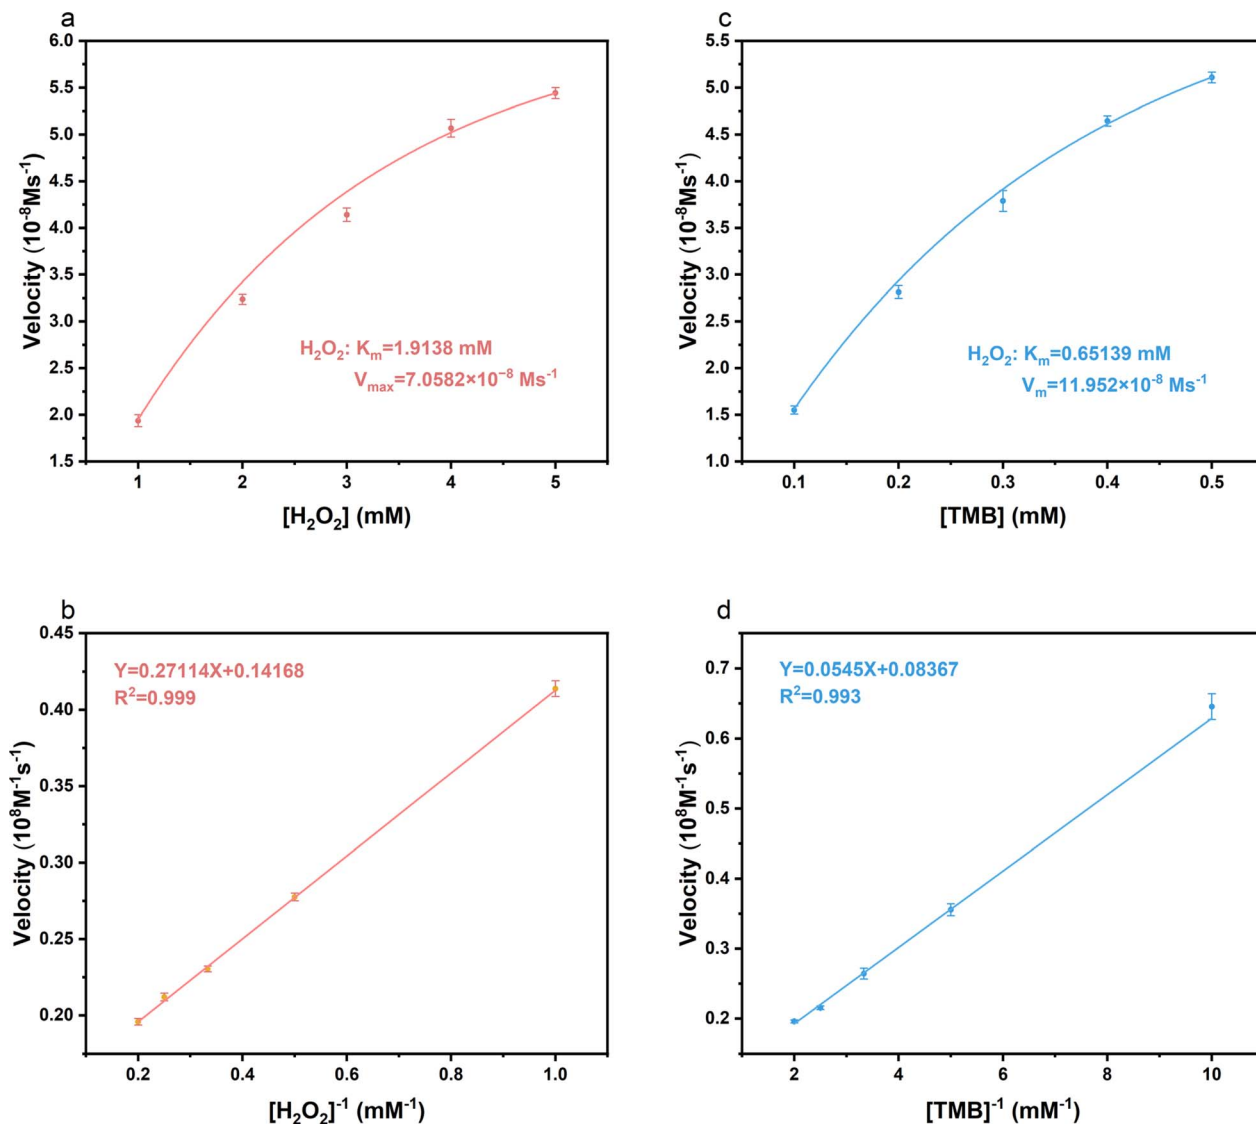 a
6.0
5.5
5.0
4.5
4.0
3.5
3.0
2.5
2.0
1.5
Velocity (10⁻⁸Ms⁻¹)
H₂O₂: Kₘ=1.9138 mM
Vₘₐₓ=7.0582×10⁻⁸ Ms⁻¹
1 2 3 4 5
[H₂O₂] (mM)
c
5.5
5.0
4.5
4.0
3.5
3.0
2.5
2.0
1.5
1.0
Velocity (10⁻⁸Ms⁻¹)
H₂O₂: Kₘ=0.65139 mM
Vₘ=11.952×10⁻⁸ Ms⁻¹
0.1 0.2 0.3 0.4 0.5
[TMB] (mM)
b
0.45
0.40
0.35
0.30
0.25
0.20
Velocity (10⁸M⁻¹s⁻¹)
Y=0.27114X+0.14168
R²=0.999
0.2 0.4 0.6 0.8 1.0
[H₂O₂]⁻¹ (mM⁻¹)
d
0.7
0.6
0.5
0.4
0.3
0.2
Velocity (10⁸M⁻¹s⁻¹)
Y=0.0545X+0.08367
R²=0.993
2 4 6 8 10
[TMB]⁻¹ (mM⁻¹)